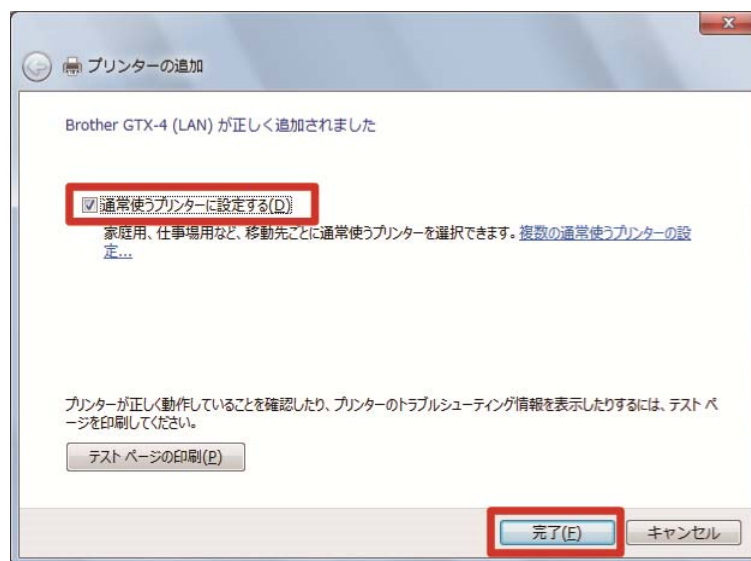 プリンターの追加
Brother GTX-4 (LAN) が正しく追加されました
通常使うプリンターに設定する(D)
家庭用、仕事場用など、移動先ごとに通常使うプリンターを選択できます。複数の通常使うプリンターの設
定...
プリンターが正しく動作していることを確認したり、プリンターのトラブルシューティング情報を表示したりするには、テスト ペ
ージを印刷してください。
テスト ページの印刷(P)
完了(F) キャンセル